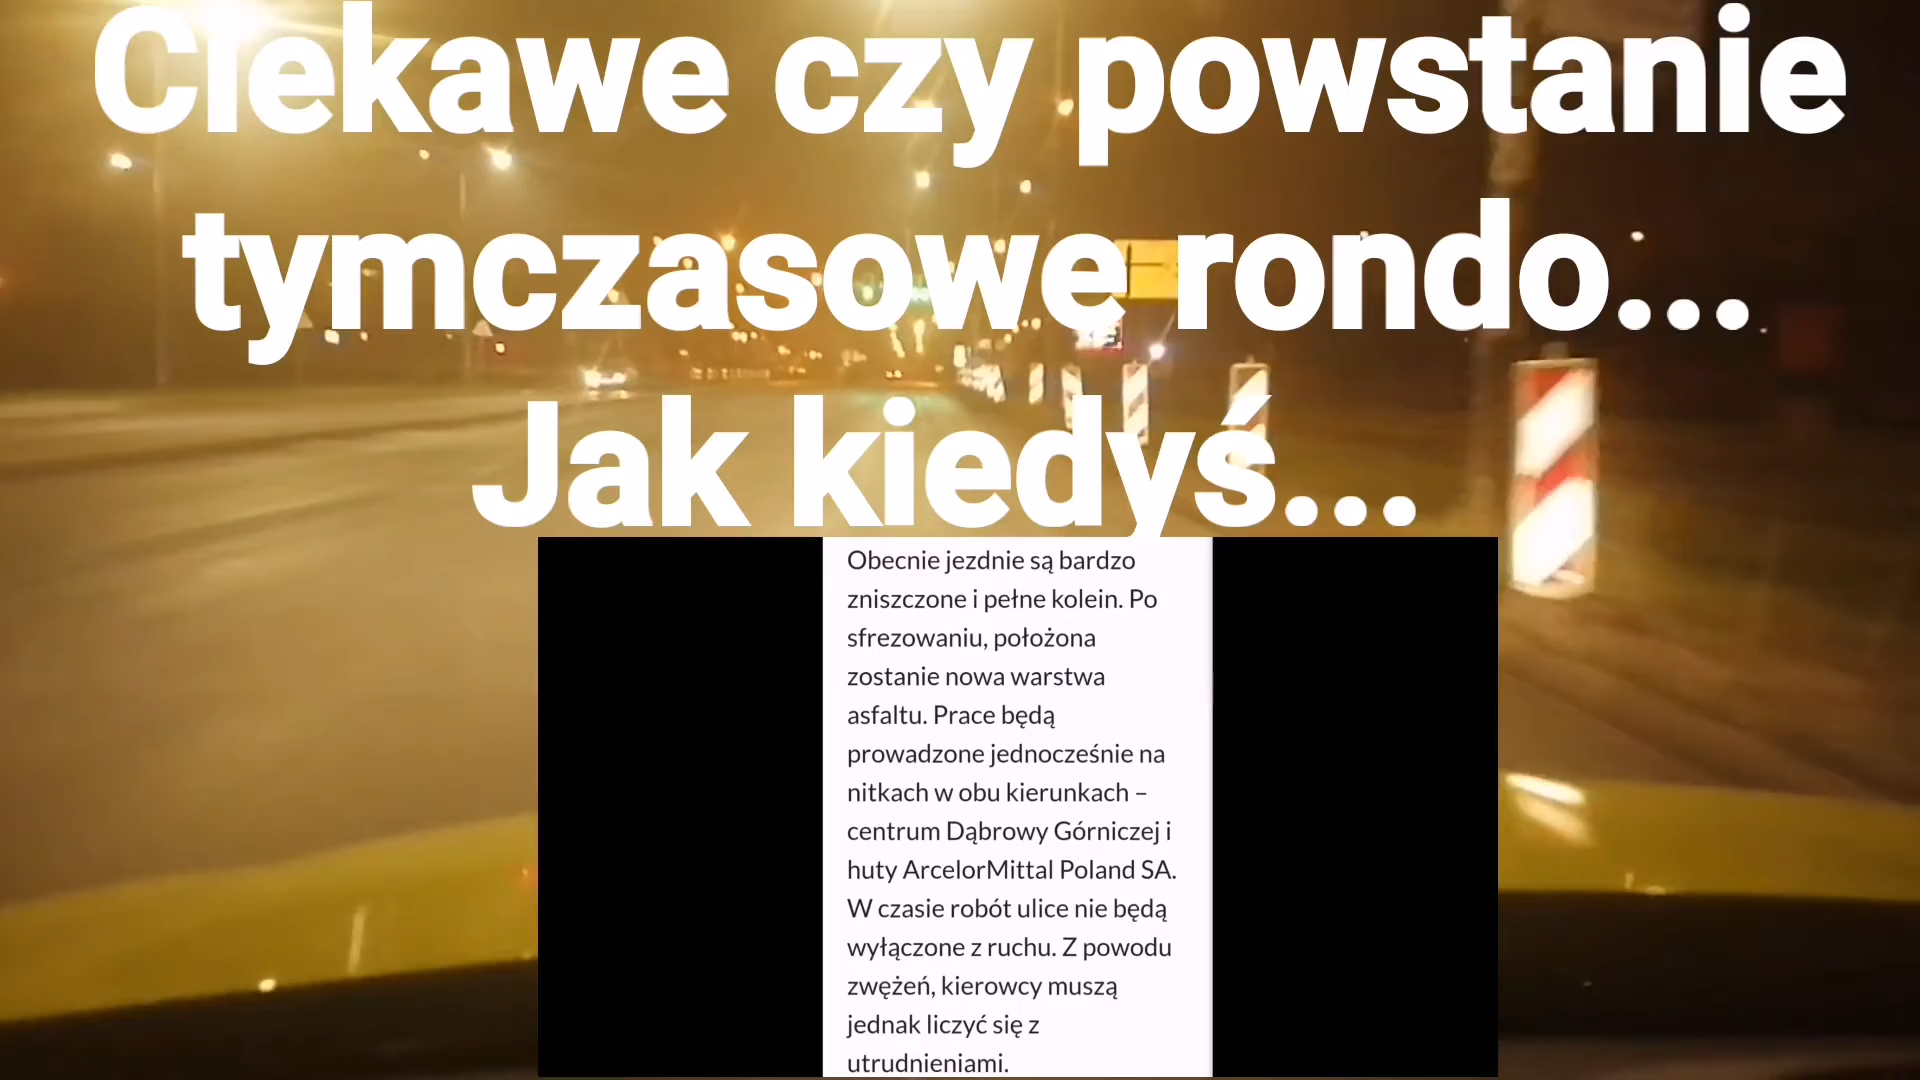 Ciekawe czy powstanie
tymczasowe rondo...
Jak kiedyś...
Obecnie jezdnie są bardzo
zniszczone i pełne kolein. Po
sfrezowaniu, położona
zostanie nowa warstwa
asfaltu. Prace będą
prowadzone jednocześnie na
nitkach w obu kierunkach –
centrum Dąbrowy Górniczej i
huty ArcelorMittal Poland SA.
W czasie robót ulice nie będą
wyłączone z ruchu. Z powodu
zwężeń, kierowcy muszą
jednak liczyć się z
utrudnieniami.